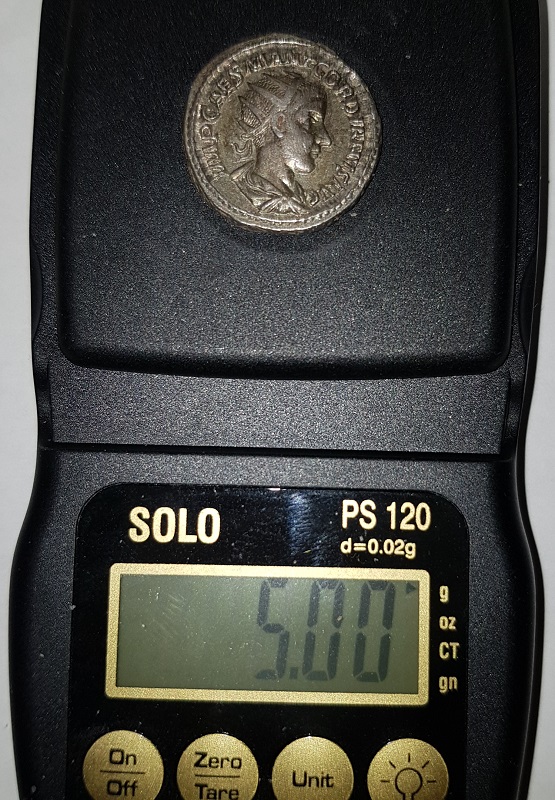 IMP CAES M ANT GORDIANVS AVG
SOLO
PS 120
d=0.02g
5.00
g
oz
CT
gn
On
Off
Zero
Tare
Unit